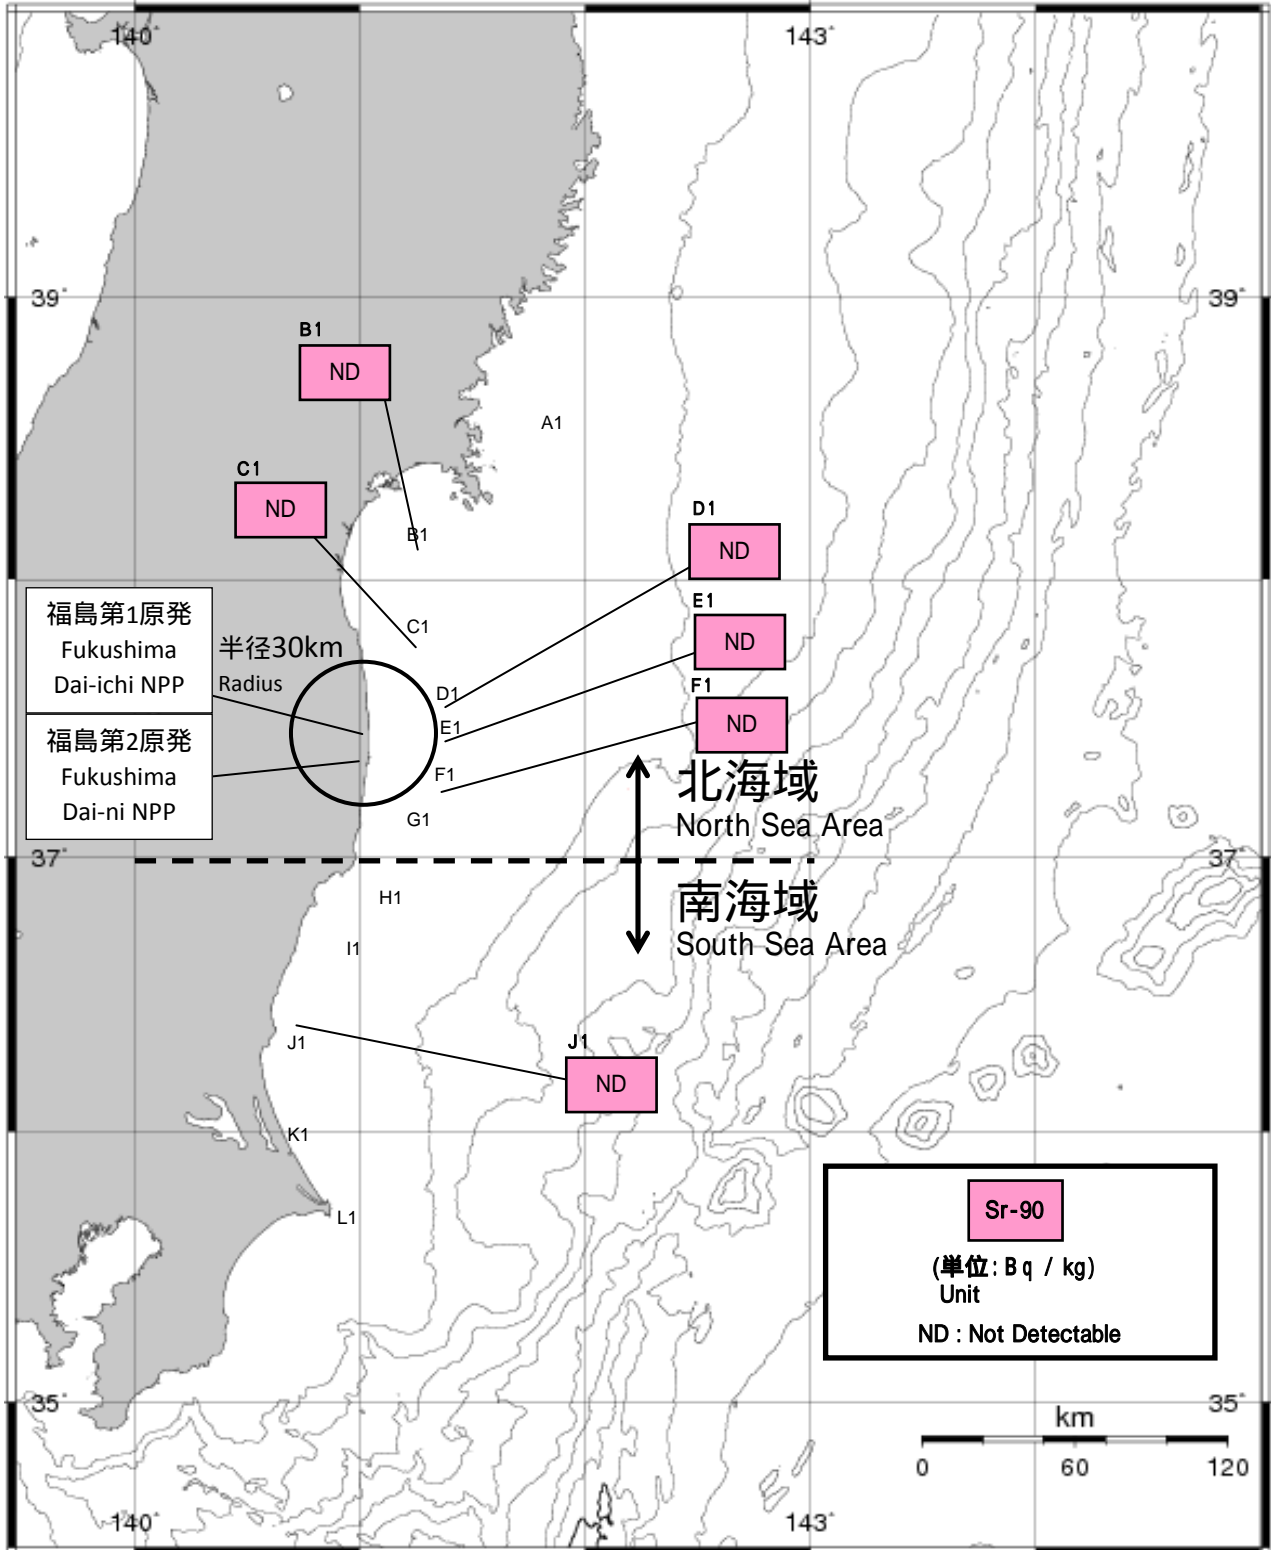 140°
143°
39°
39°
B1
ND
A1
C1
ND
B1
D1
ND
E1
ND
C1
福島第1原発
Fukushima
Dai-ichi NPP
半径30km
Radius
D1
F1
ND
E1
福島第2原発
Fukushima
Dai-ni NPP
F1
G1
北海域
North Sea Area
37°
37°
H1
南海域
South Sea Area
I1
J1
J1
ND
K1
L1
Sr-90
(単位:Bq / kg)
Unit
ND : Not Detectable
35°
35°
km
0 60 120
140°
143°